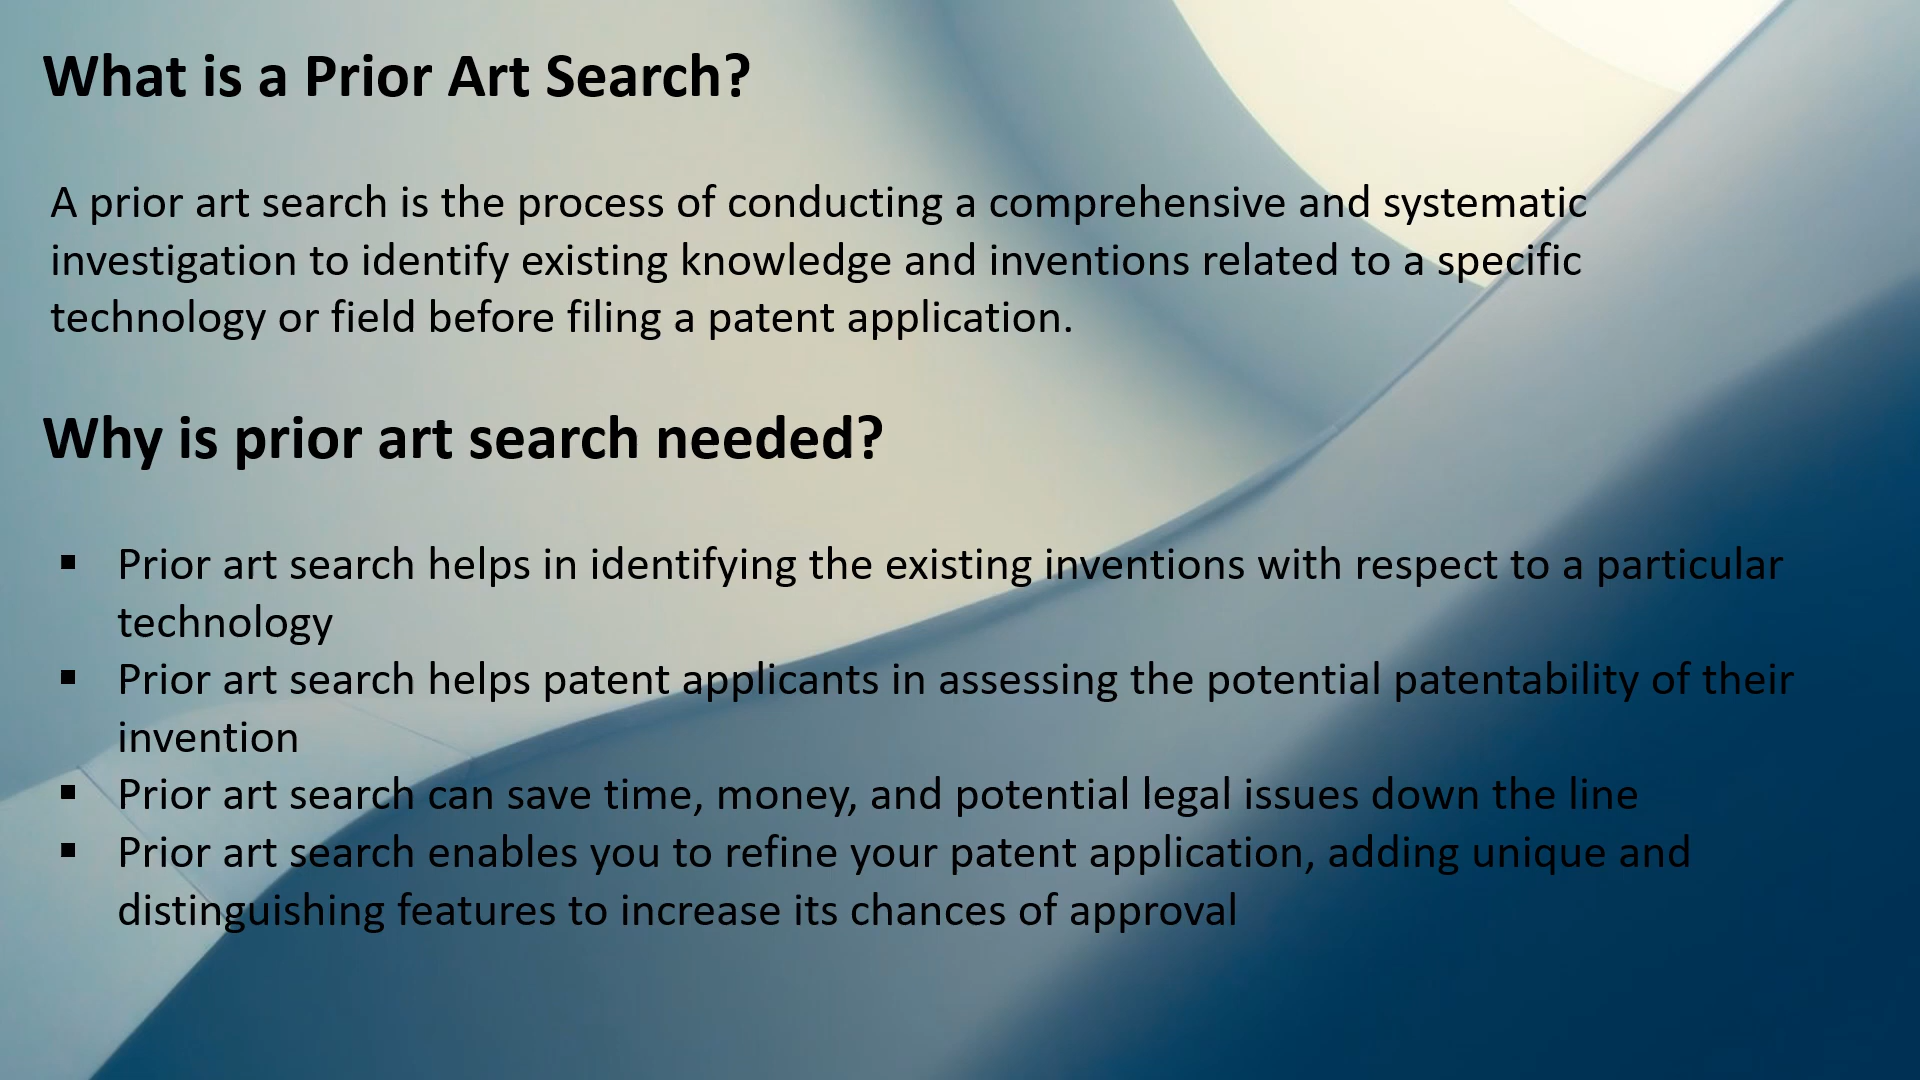 What is a Prior Art Search?
A prior art search is the process of conducting a comprehensive and systematic
investigation to identify existing knowledge and inventions related to a specific
technology or field before filing a patent application.
Why is prior art search needed?
▪ Prior art search helps in identifying the existing inventions with respect to a particular
technology
▪ Prior art search helps patent applicants in assessing the potential patentability of their
invention
▪ Prior art search can save time, money, and potential legal issues down the line
▪ Prior art search enables you to refine your patent application, adding unique and
distinguishing features to increase its chances of approval